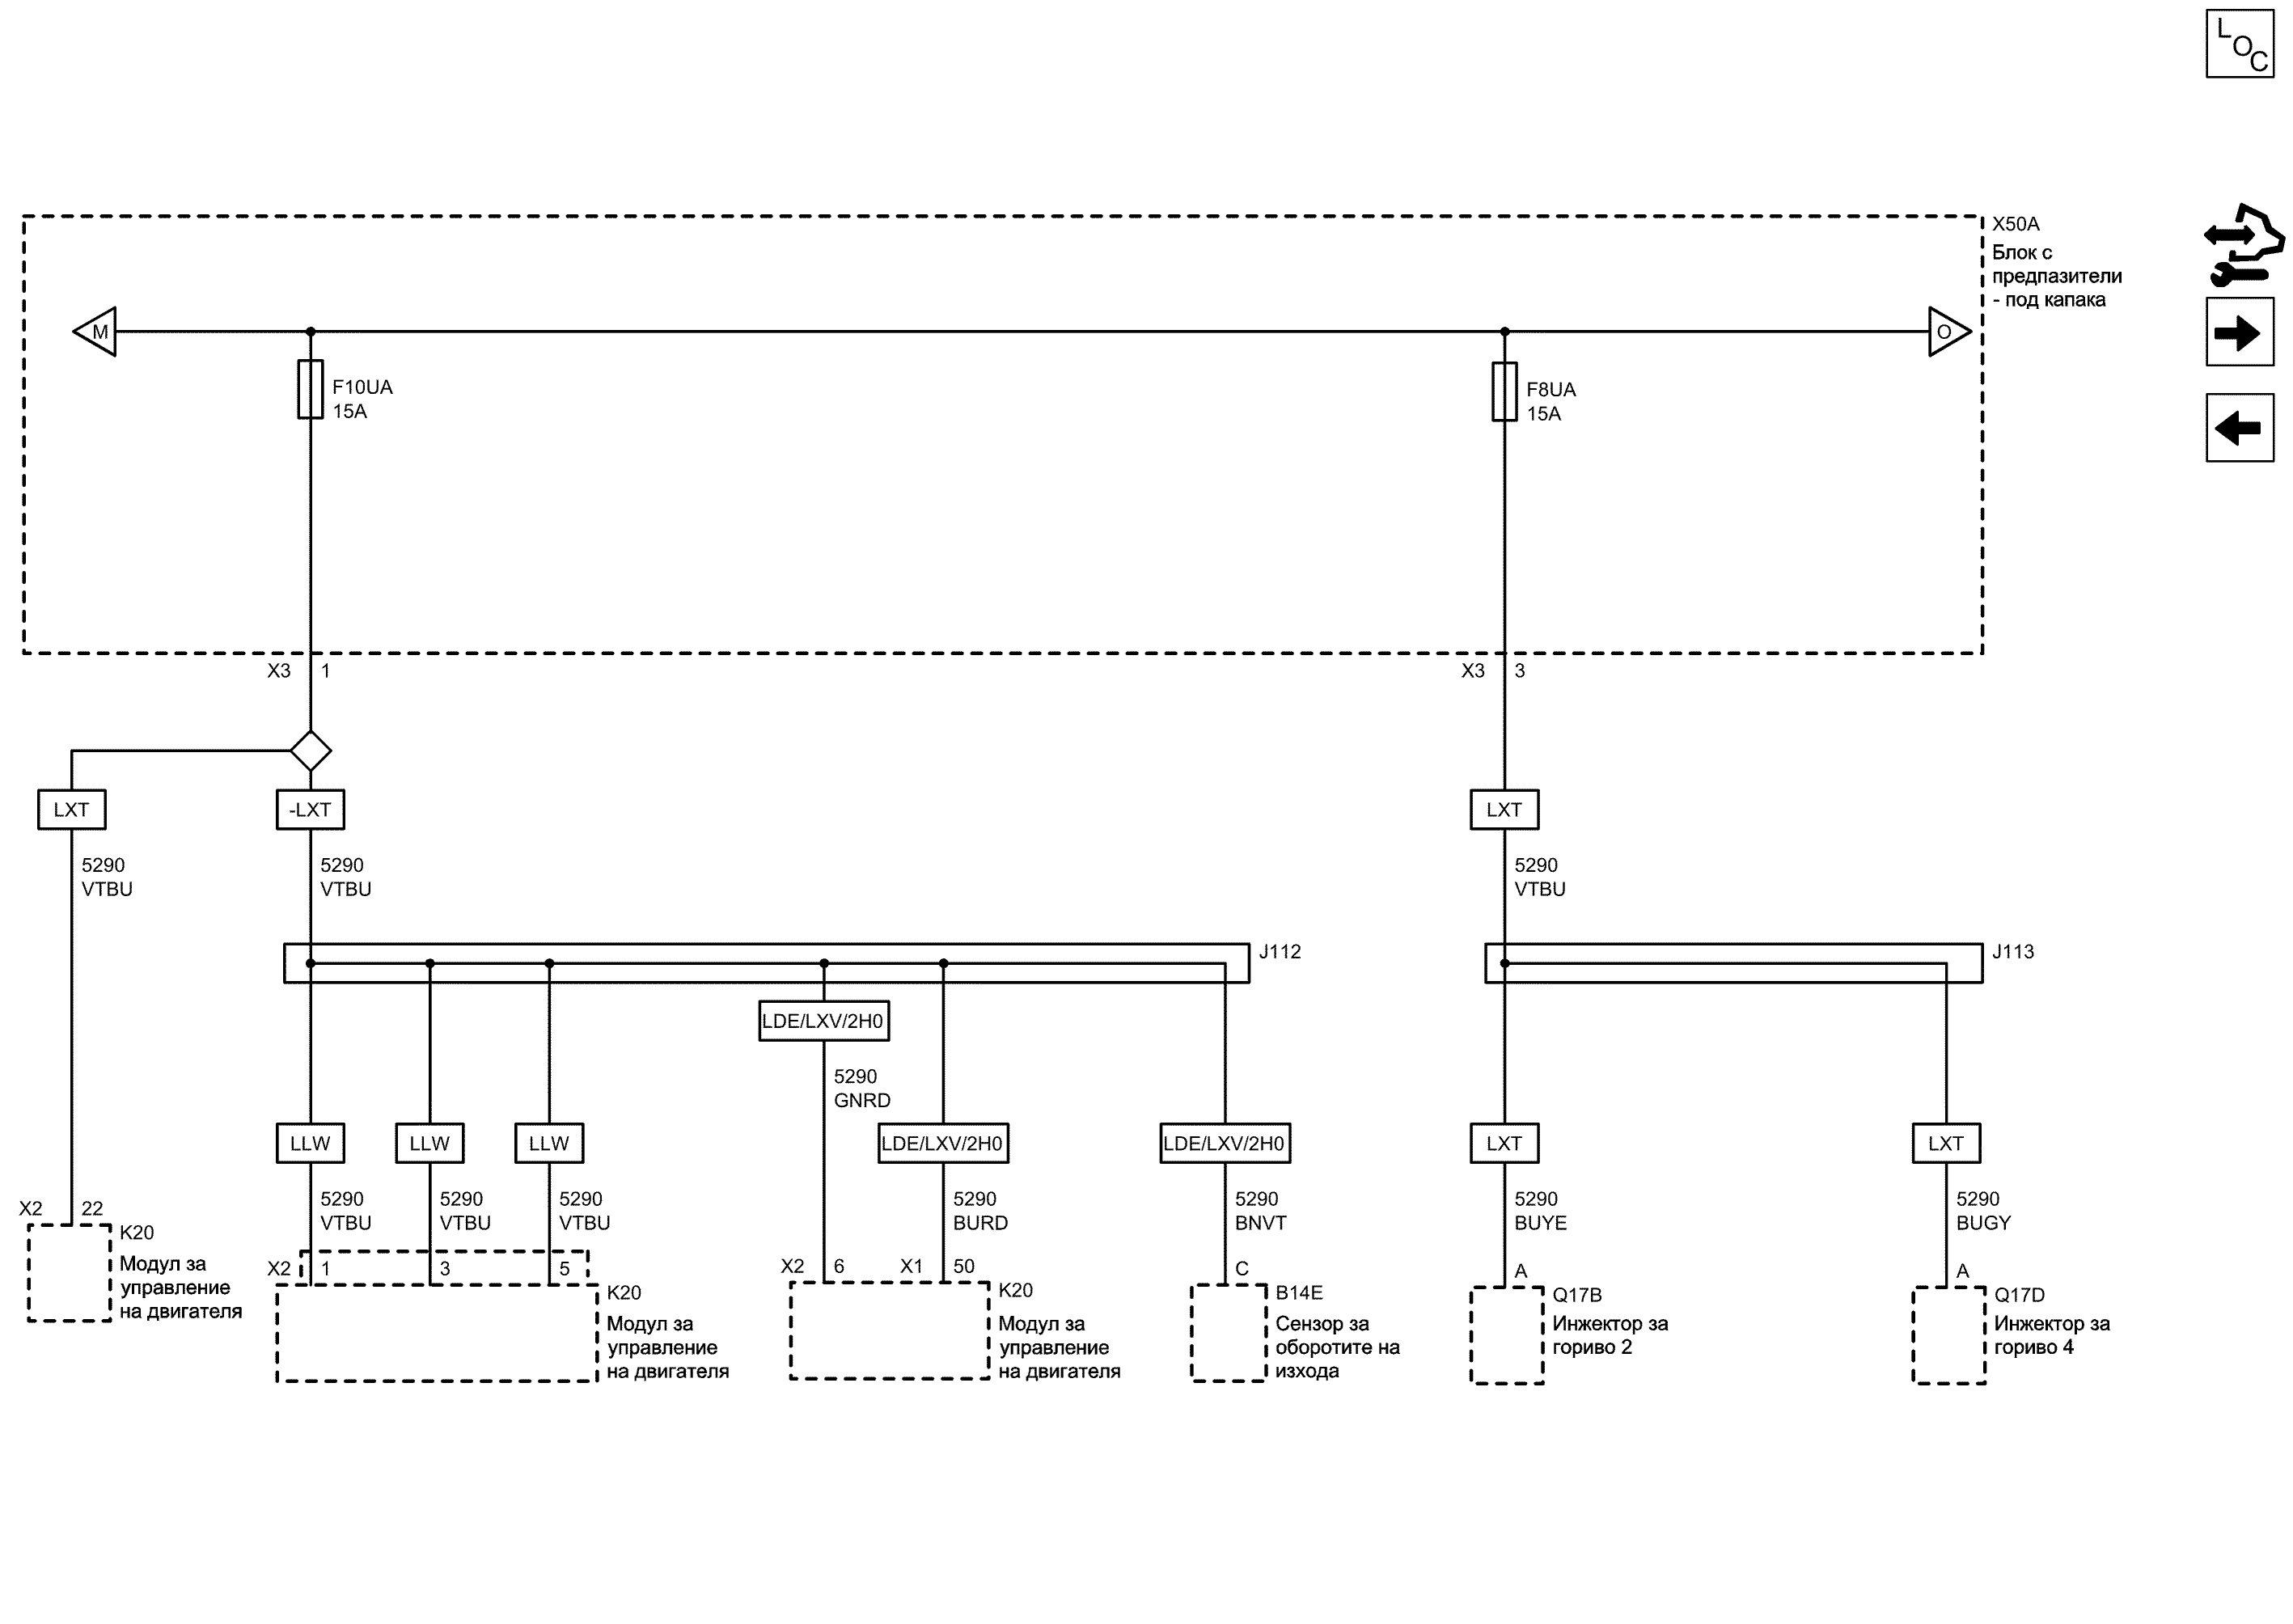 LOC
X50A
Блок с
предпазители
- под капака
M
O
F10UA
15A
F8UA
15A
X3 1
X3 3
LXT
-LXT
LXT
5290
VTBU
5290
VTBU
5290
VTBU
J112
J113
LDE/LXV/2H0
5290
GNRD
LLW
LLW
LLW
LDE/LXV/2H0
LDE/LXV/2H0
LXT
LXT
5290
VTBU
5290
VTBU
5290
VTBU
5290
BURD
5290
BNVT
5290
BUYE
5290
BUGY
X2 22
K20
Модул за
управление
на двигателя
X2 1 3 5
K20
Модул за
управление
на двигателя
X2 6 X1 50
K20
Модул за
управление
на двигателя
C
B14E
Сензор за
оборотите на
изхода
A
Q17B
Инжектор за
гориво 2
A
Q17D
Инжектор за
гориво 4